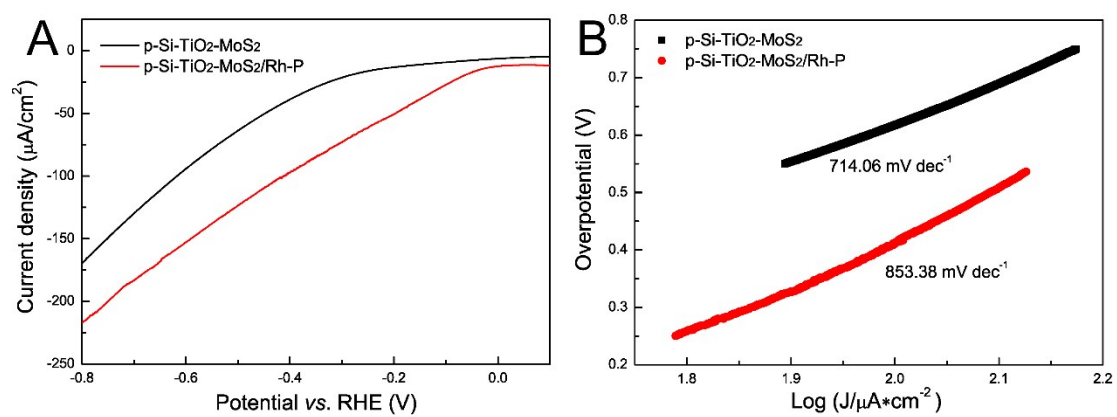 A
p-Si-TiO₂-MoS₂
p-Si-TiO₂-MoS₂/Rh-P
0
-50
-100
-150
-200
-250
-0.8
-0.6
-0.4
-0.2
0.0
Current density (μA/cm²)
Potential vs. RHE (V)
B
p-Si-TiO₂-MoS₂
p-Si-TiO₂-MoS₂/Rh-P
0.8
0.7
0.6
0.5
0.4
0.3
0.2
714.06 mV dec⁻¹
853.38 mV dec⁻¹
1.8
1.9
2.0
2.1
2.2
Overpotential (V)
Log (J/μA*cm⁻²)